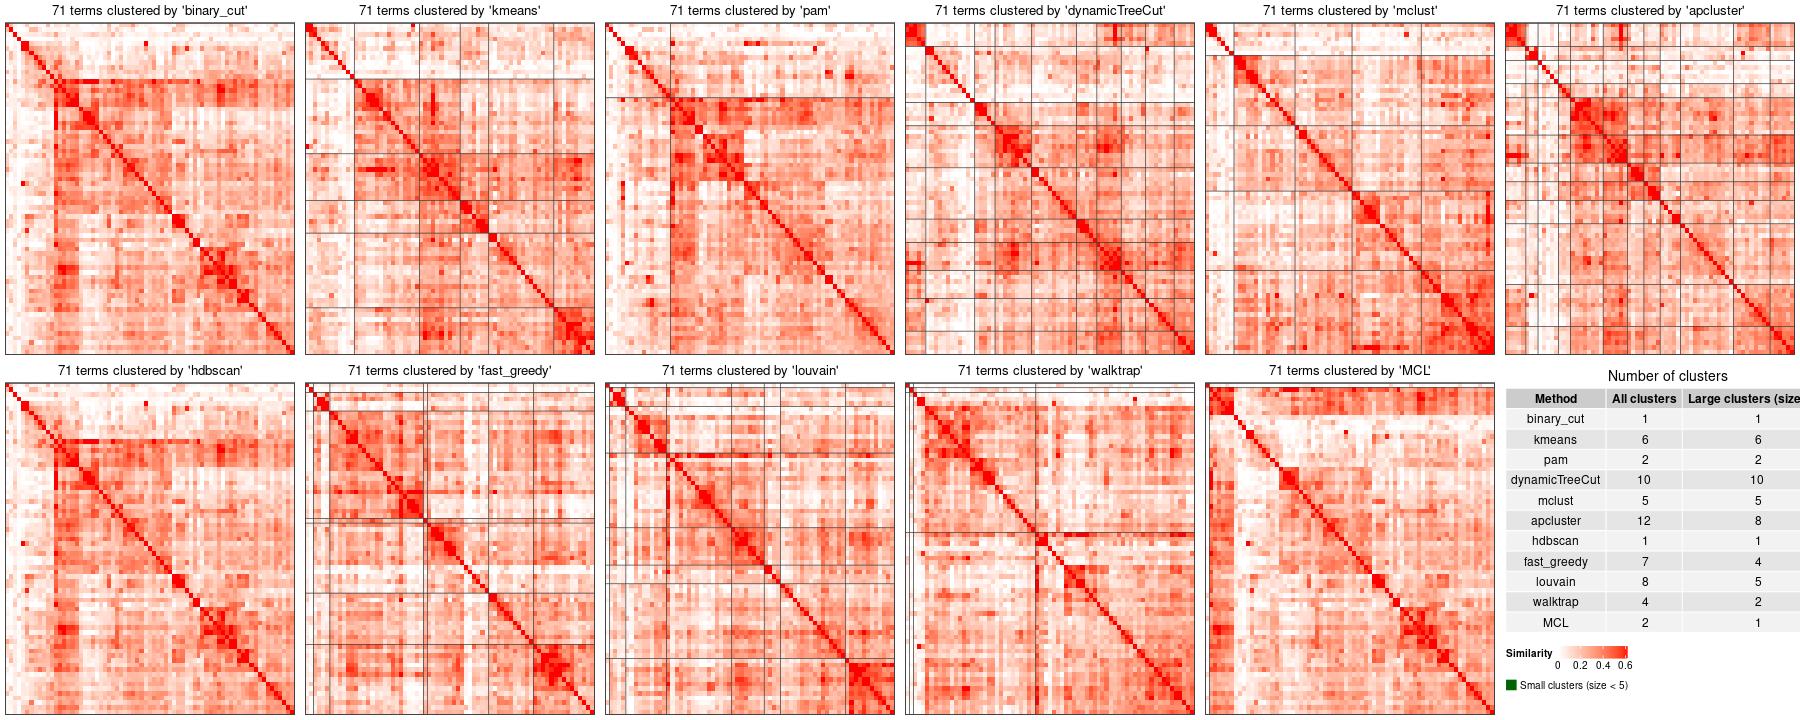 71 terms clustered by 'binary_cut'
71 terms clustered by 'kmeans'
71 terms clustered by 'pam'
71 terms clustered by 'dynamicTreeCut'
71 terms clustered by 'mclust'
71 terms clustered by 'apcluster'
71 terms clustered by 'hdbscan'
71 terms clustered by 'fast_greedy'
71 terms clustered by 'louvain'
71 terms clustered by 'walktrap'
71 terms clustered by 'MCL'
Number of clusters
Method All clusters Large clusters (size
binary_cut 1 1
kmeans 6 6
pam 2 2
dynamicTreeCut 10 10
mclust 5 5
apcluster 12 8
hdbscan 1 1
fast_greedy 7 4
louvain 8 5
walktrap 4 2
MCL 2 1
Similarity
0 0.2 0.4 0.6
Small clusters (size < 5)